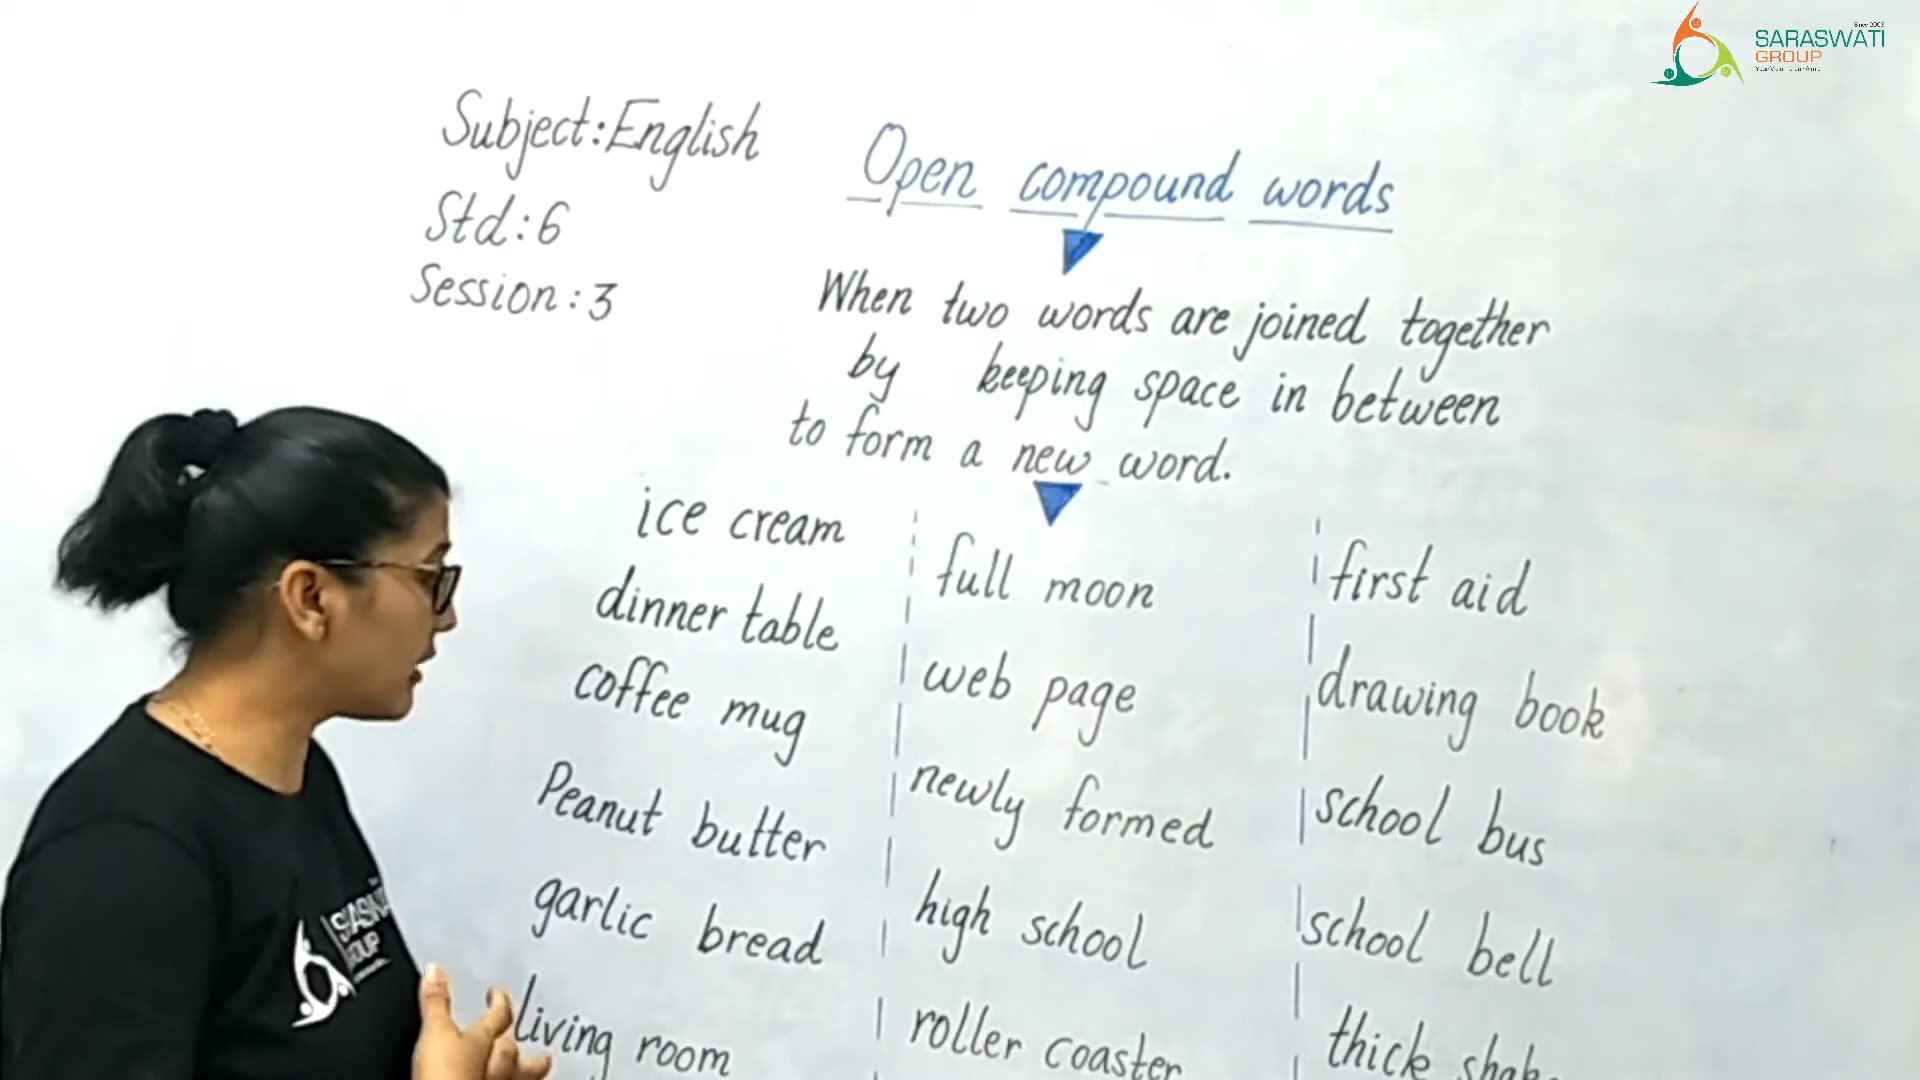 Since 2003
SARASWATI
GROUP
Subject:English
Std:6
Session:3
Open compound words
When two words are joined together
by keeping space in between
to form a new word.
ice cream
dinner table
coffee mug
Peanut butter
garlic bread
living room
full moon
web page
newly formed
high school
roller coaster
first aid
drawing book
school bus
school bell
thick
GROUP